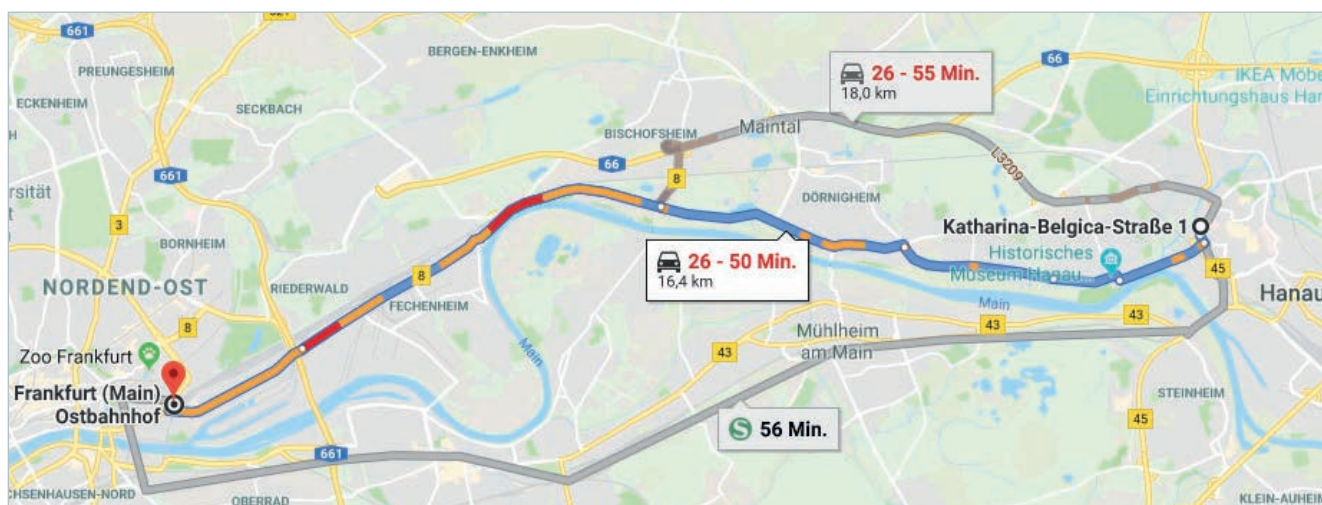 661
521
66
BERGEN-ENKHEIM
PREUNGESHEIM
ECKENHEIM
SECKBACH
26 - 55 Min.
18,0 km
66
IKEA Möbe
Einrichtungshaus Han
BISCHOFSHEIM
Maintal
66
8
L3209
rsität
661
3
BORNHEIM
DÖRNIGHEIM
Katharina-Belgica-Straße 1
26 - 50 Min.
16,4 km
Historisches
Museum Hanau...
45
Hanau
NORDEND-OST
RIEDERWALD
8
FECHENHEIM
Main
8
Main
43
43
Mühlheim
am Main
43
Zoo Frankfurt
Frankfurt (Main)
Ostbahnhof
STEINHEIM
45
56 Min.
661
CHSENHAUSEN-NORD
OBERRAD
KLEIN-AUHEIM